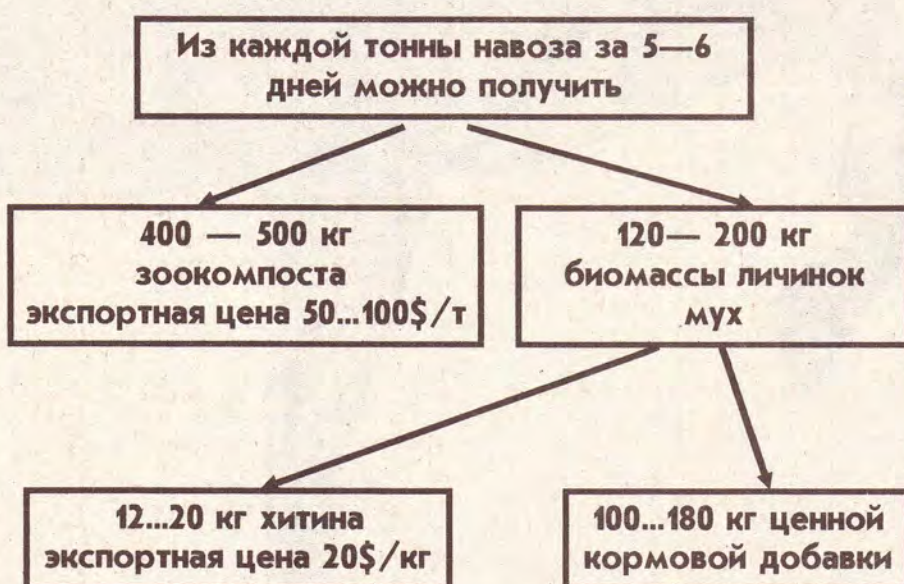 Из каждой тонны навоза за 5—6
дней можно получить
400 — 500 кг
зоокомпоста
экспортная цена 50...100$/т
120— 200 кг
биомассы личинок
мух
12...20 кг хитина
экспортная цена 20$/кг
100...180 кг ценной
кормовой добавки